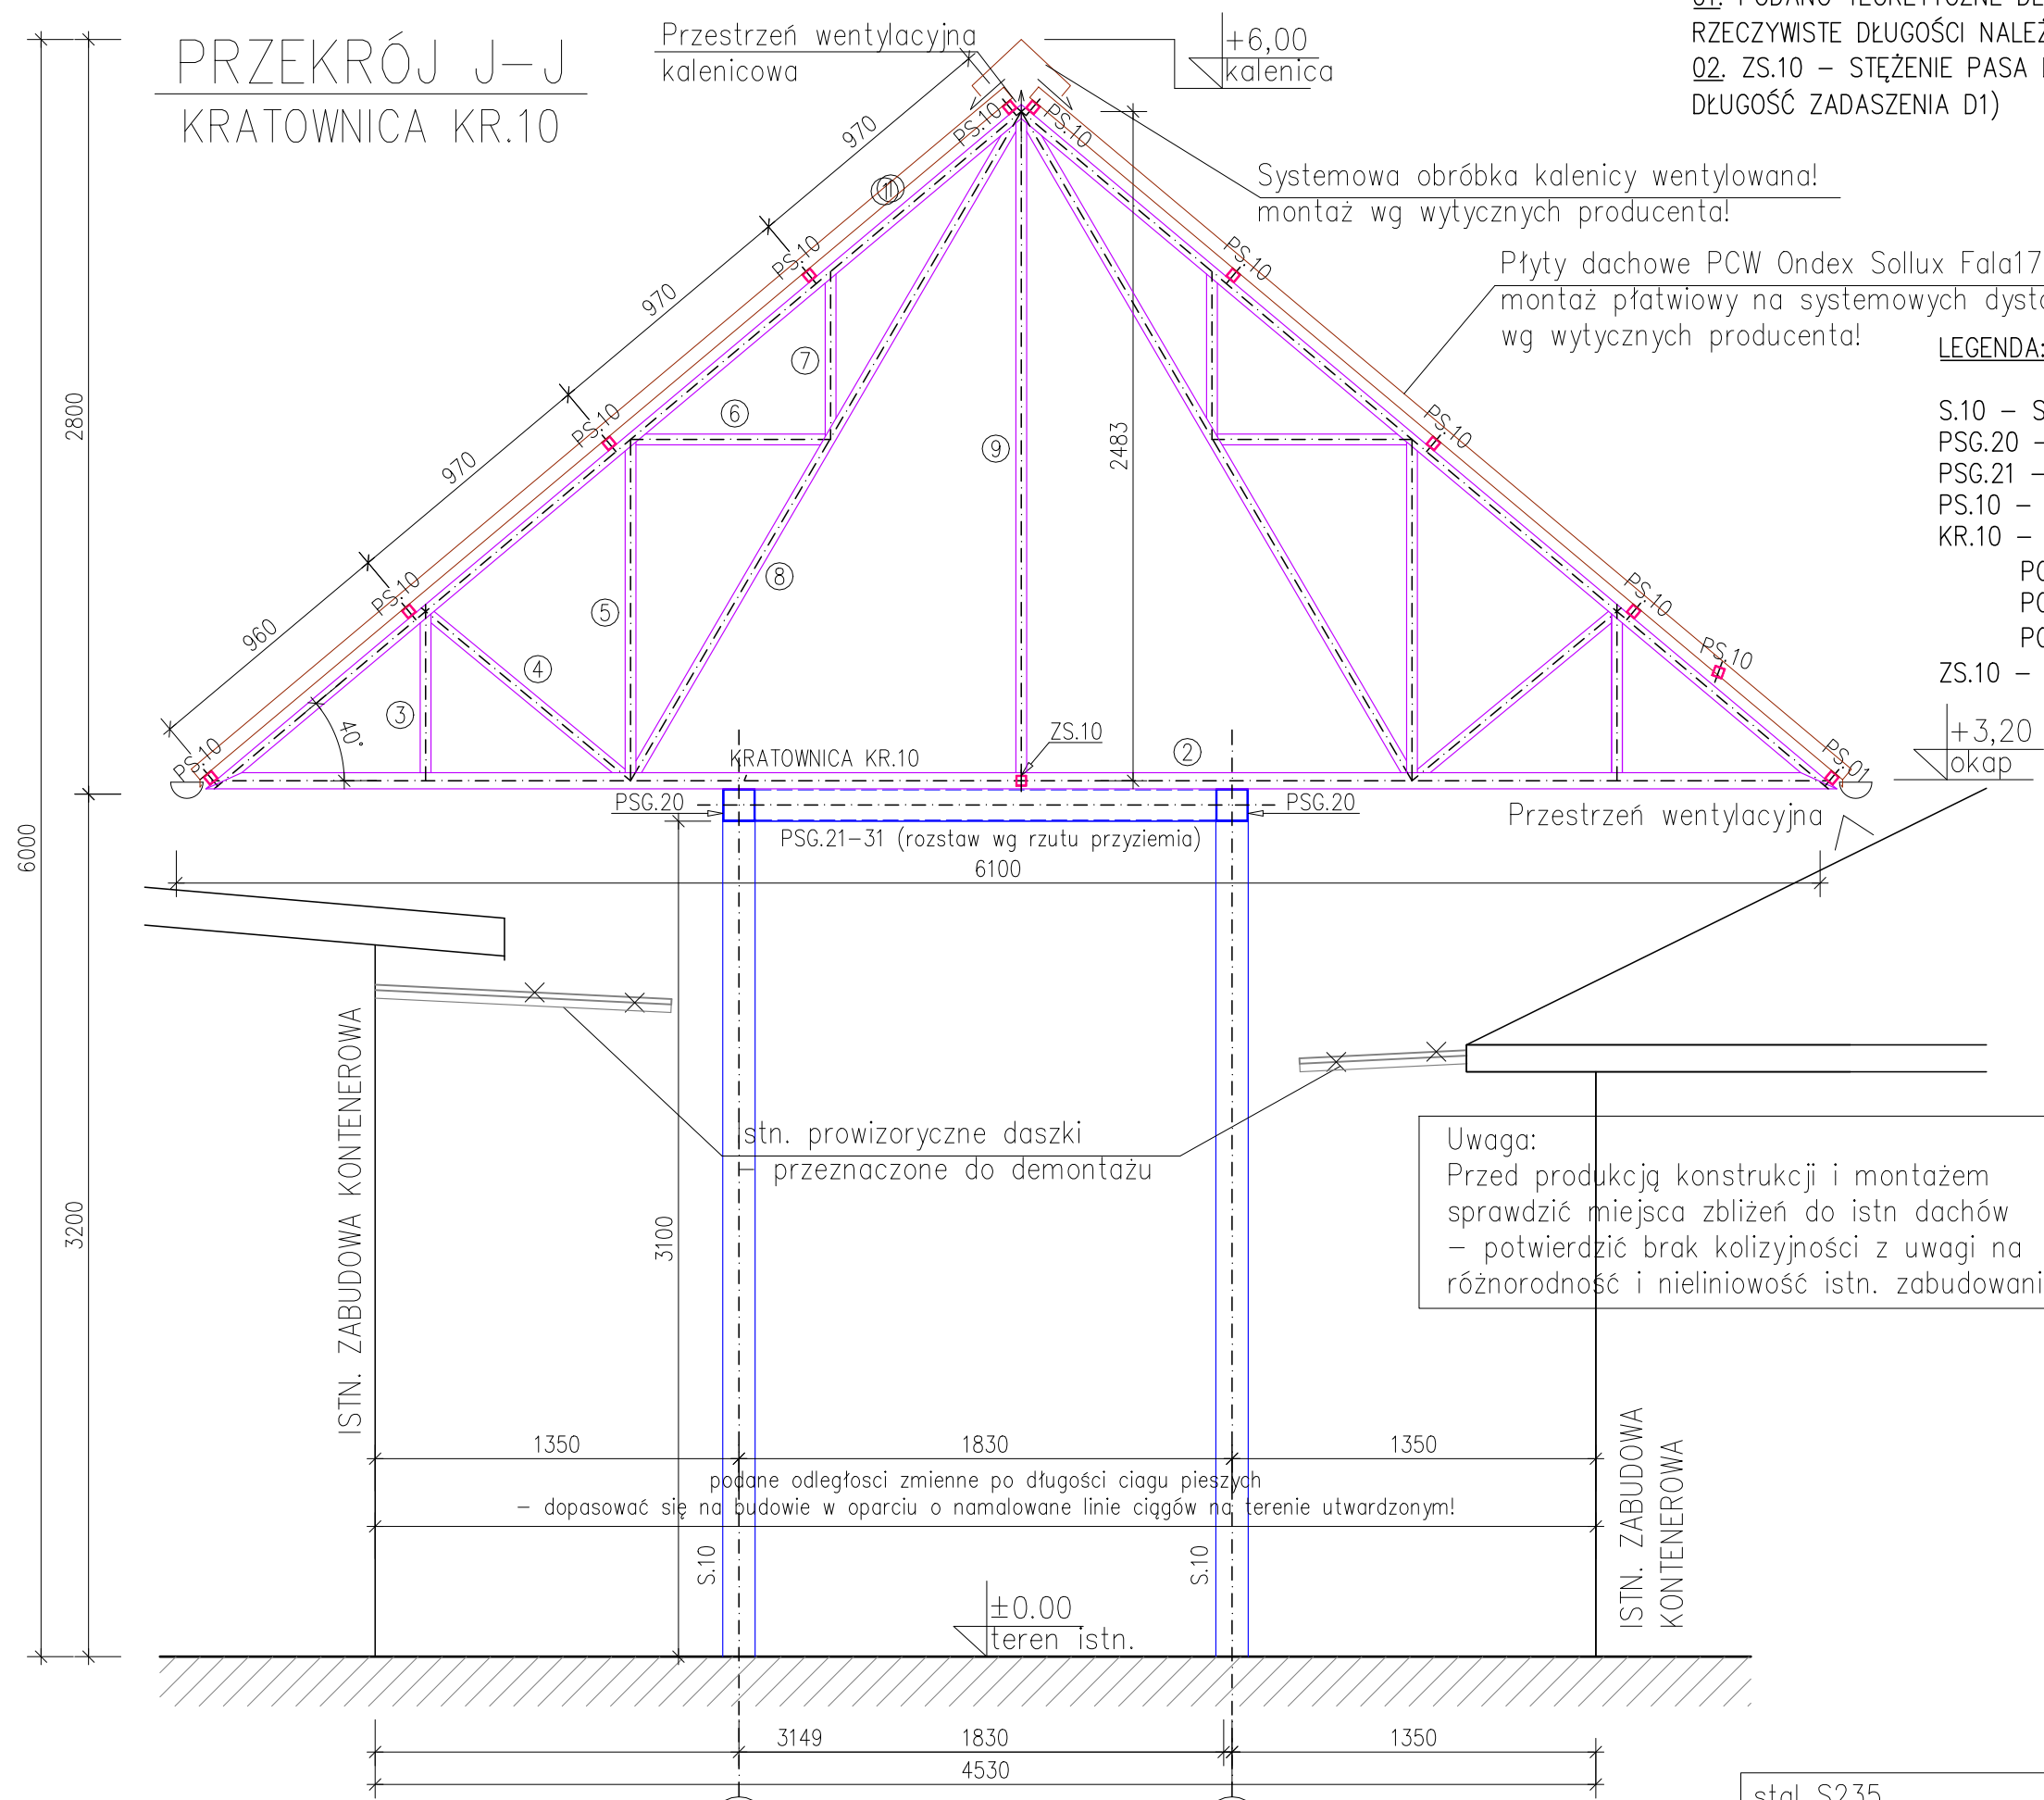 PRZEKRÓJ J-J
KRATOWNICA KR.10
Przestrzeń wentylacyjna
kalenicowa
+6,00
kalenica
RZECZYWISTE DŁUGOŚCI
02. ZS.10 – STĘŻENIE PASA
DŁUGOŚĆ ZADASZENIA D1)
Systemowa obróbka kalenicy wentylowana!
montaż wg wytycznych producenta!
Płyty dachowe PCW Ondex Sollux Fala17
montaż płatwiowy na systemowych
wg wytycznych producenta!
LEGENDA:
S.10 – S
PSG.20 –
PSG.21 –
PS.10 –
KR.10 –
ZS.10 –
+3,20
okap
970
970
970
960
PS.10
PS.10
PS.10
PS.10
PS.10
PS.10
PS.10
PS.10
PS.10
PS.10
PS.01
2
3
4
5
6
7
8
9
40°
2483
2800
6000
3200
KRATOWNICA KR.10
ZS.10
PSG.20
PSG.20
PSG.21-31 (rozstaw wg rzutu przyziemia)
6100
Przestrzeń wentylacyjna
ISTN. ZABUDOWA KONTENEROWA
istn. prowizoryczne daszki
– przeznaczone do demontażu
3100
Uwaga:
Przed produkcją konstrukcji i montażem
sprawdzić miejsca zbliżeń do istn dachów
– potwierdzić brak kolizyjności z uwagi na
różnorodność i nieliniowość istn. zabudowani
1350
1830
1350
podane odległosci zmienne po długości ciagu pieszych
– dopasować się na budowie w oparciu o namalowane linie ciągów na terenie utwardzonym!
S.10
S.10
ISTN. ZABUDOWA
KONTENEROWA
±0.00
teren istn.
3149
1830
1350
4530
stal S235